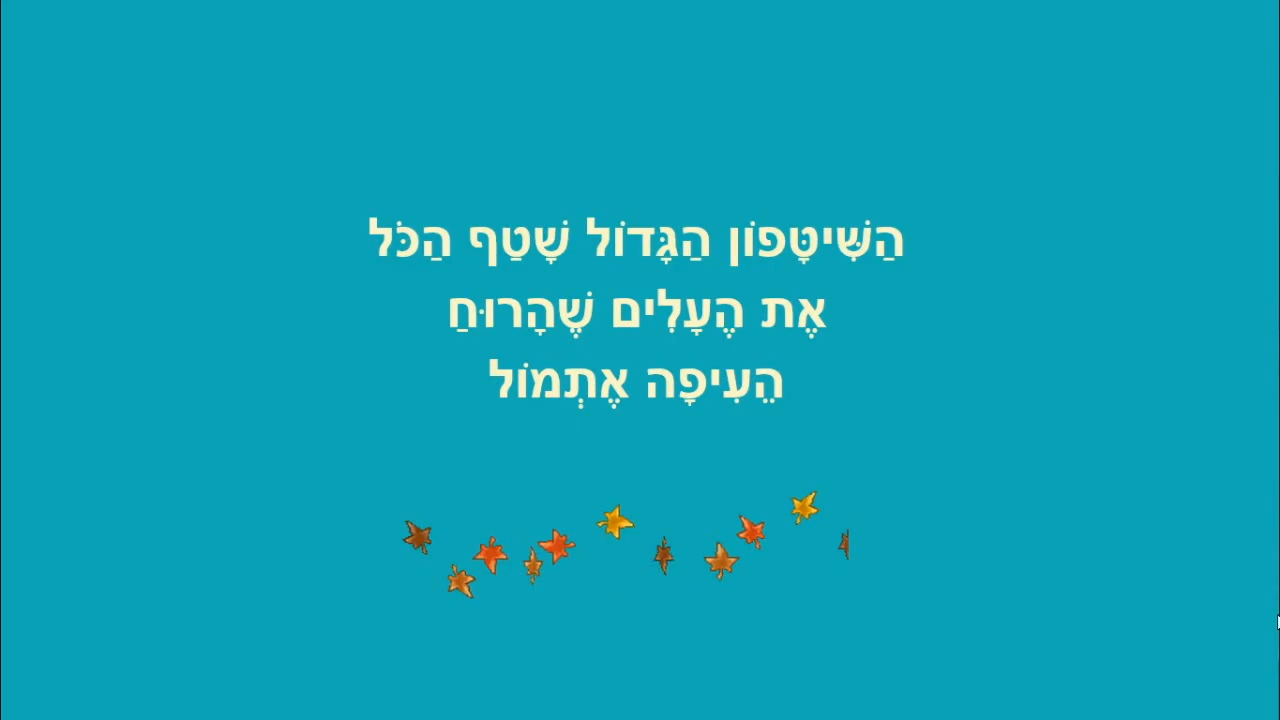 הַשִּׁיטָּפוֹן הַגָּדוֹל שָׁטַף הַכֹּל
אֶת הֶעָלִים שֶׁהָרוּחַ
הֵעִיפָה אֶתְמוֹל